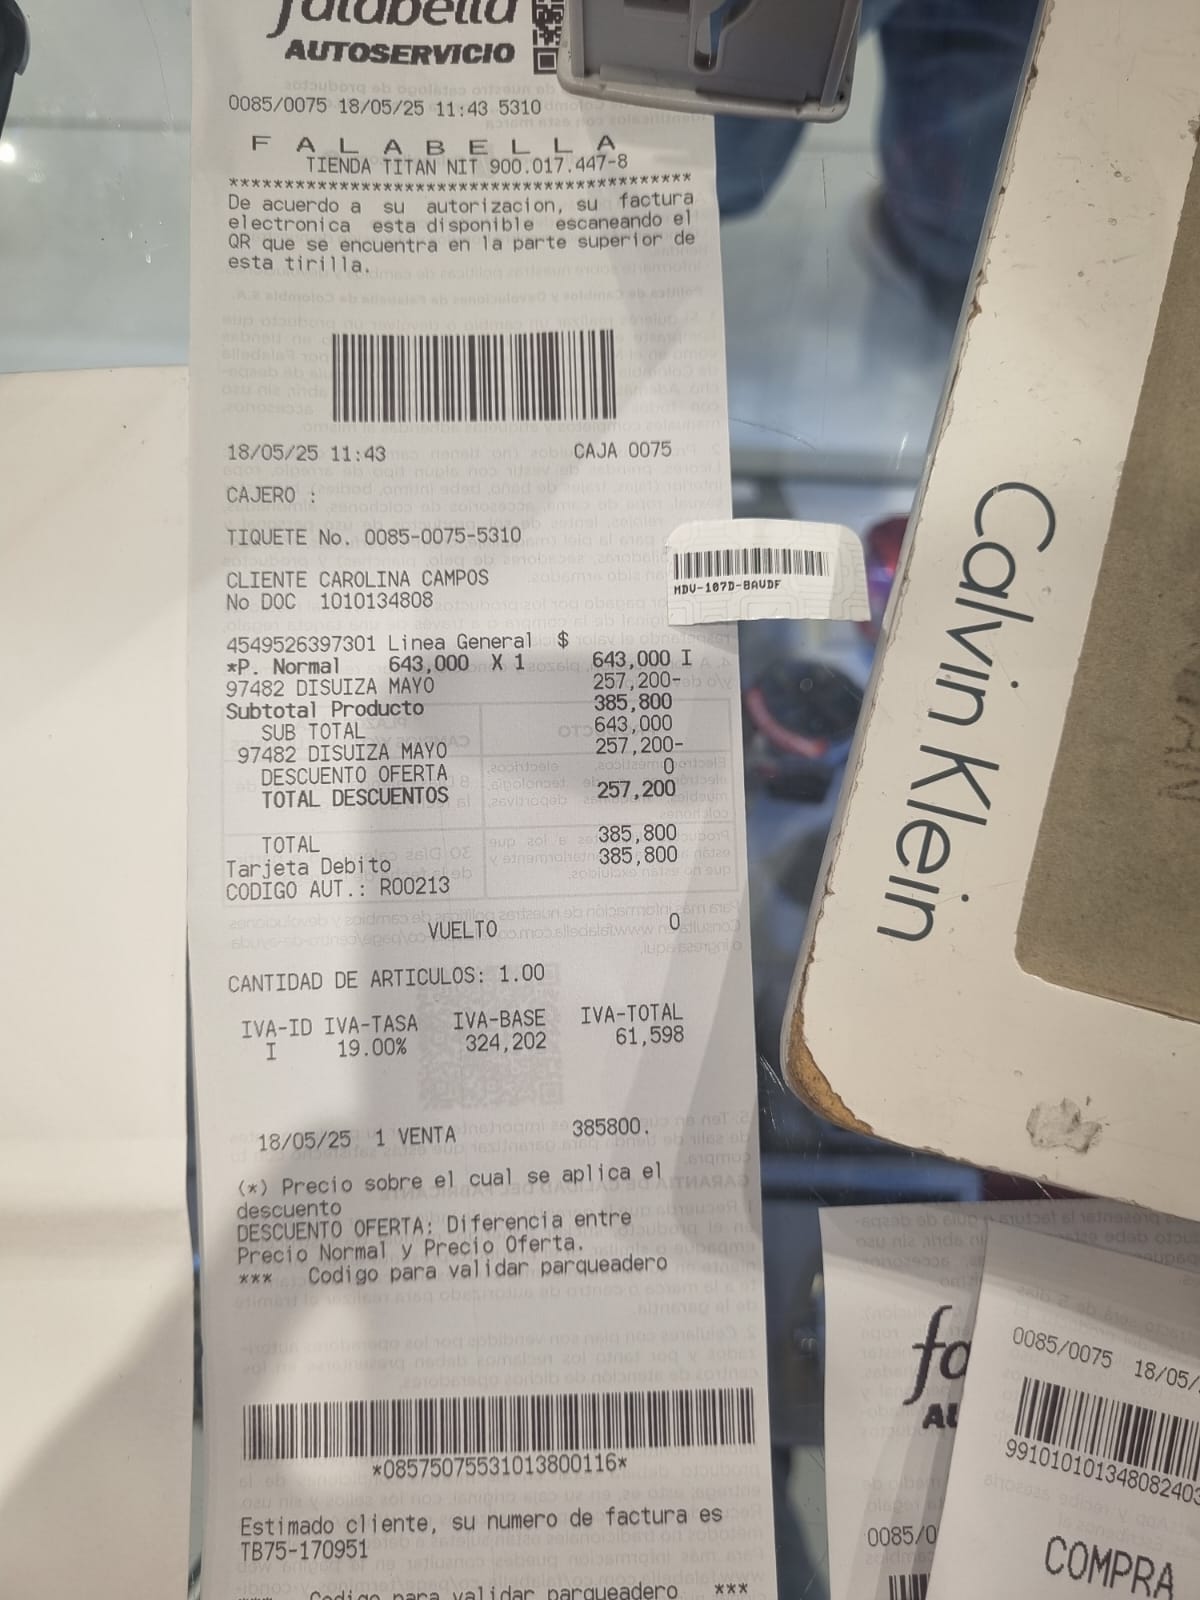 falabella
AUTOSERVICIO
0085/0075 18/05/25 11:43 5310
F A L A B E L L A
TIENDA TITAN NIT 900.017.447-8
******************************************
De acuerdo a su autorizacion, su factura
electronica esta disponible escaneando el
QR que se encuentra en la parte superior de
esta tirilla.
18/05/25 11:43 CAJA 0075
CAJERO :
TIQUETE No. 0085-0075-5310
CLIENTE CAROLINA CAMPOS
No DOC 1010134808
4549526397301 Linea General $
*P. Normal 643,000 X 1 643,000 I
97482 DISUIZA MAYO 257,200-
Subtotal Producto 385,800
SUB TOTAL 643,000
97482 DISUIZA MAYO 257,200-
DESCUENTO OFERTA 0
TOTAL DESCUENTOS 257,200
TOTAL 385,800
Tarjeta Debito 385,800
CODIGO AUT.: R00213
VUELTO 0
CANTIDAD DE ARTICULOS: 1.00
IVA-ID IVA-TASA IVA-BASE IVA-TOTAL
I 19.00% 324,202 61,598
18/05/25 1 VENTA 385800.
(*) Precio sobre el cual se aplica el
descuento
DESCUENTO OFERTA: Diferencia entre
Precio Normal y Precio Oferta.
*** Codigo para validar parqueadero
*08575075531013800116*
Estimado cliente, su numero de factura es
TB75-170951
Codigo para validar parqueadero ***
MDV-107D-8AVDF
Calvin Klein
fa
AU
0085/0
0085/0075 18/05/
991010101348082403
COMPRA